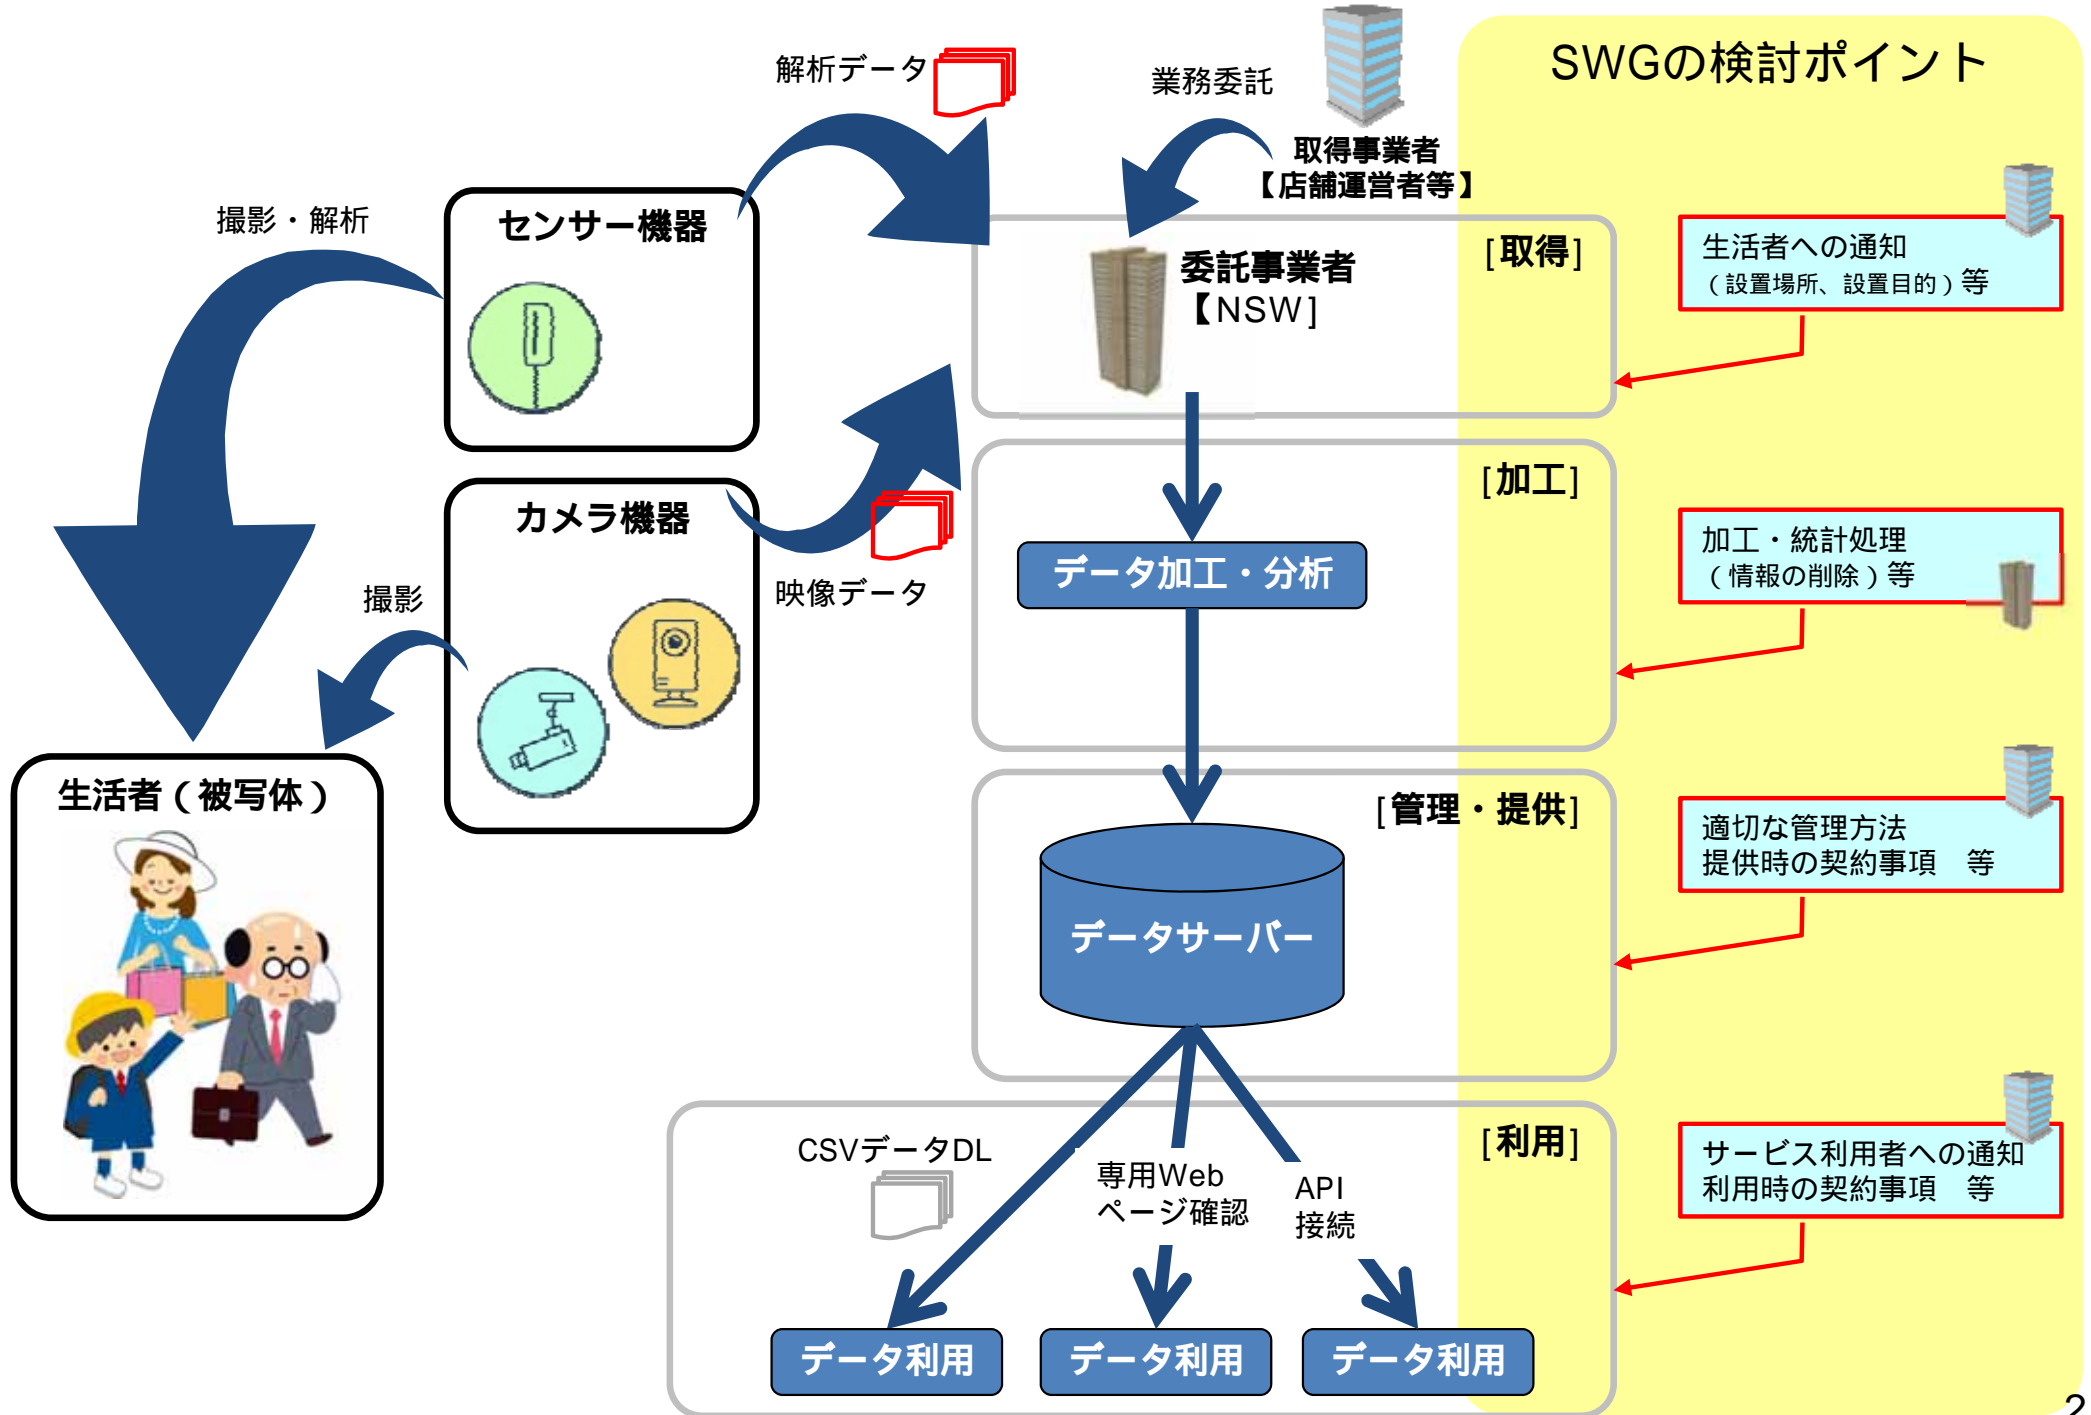 SWGの検討ポイント
解析データ
業務委託
取得事業者
【店舗運営者等】
撮影・解析
センサー機器
[取得]
委託事業者
【NSW]
生活者への通知
（設置場所、設置目的）等
カメラ機器
[加工]
データ加工・分析
加工・統計処理
（情報の削除）等
映像データ
撮影
生活者（被写体）
[管理・提供]
データサーバー
適切な管理方法
提供時の契約事項　等
[利用]
CSVデータDL
専用Web
ページ確認
API
接続
サービス利用者への通知
利用時の契約事項　等
データ利用
データ利用
データ利用
2